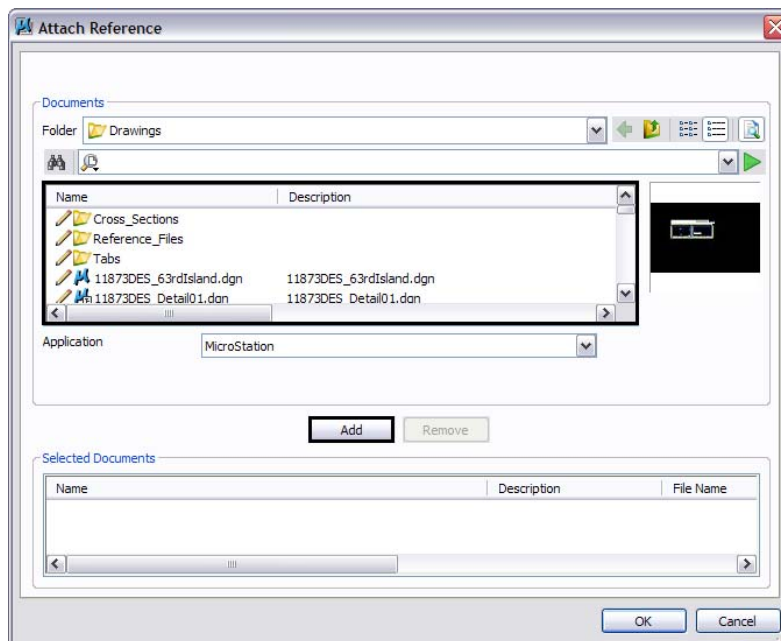 Attach Reference
Documents
Folder Drawings
Name Description
Cross_Sections
Reference_Files
Tabs
11873DES_63rdIsland.dgn 11873DES_63rdIsland.dgn
11873DES_Detail01.dgn 11873DES_Detail01.dgn
Application MicroStation
Add Remove
Selected Documents
Name Description File Name
OK Cancel